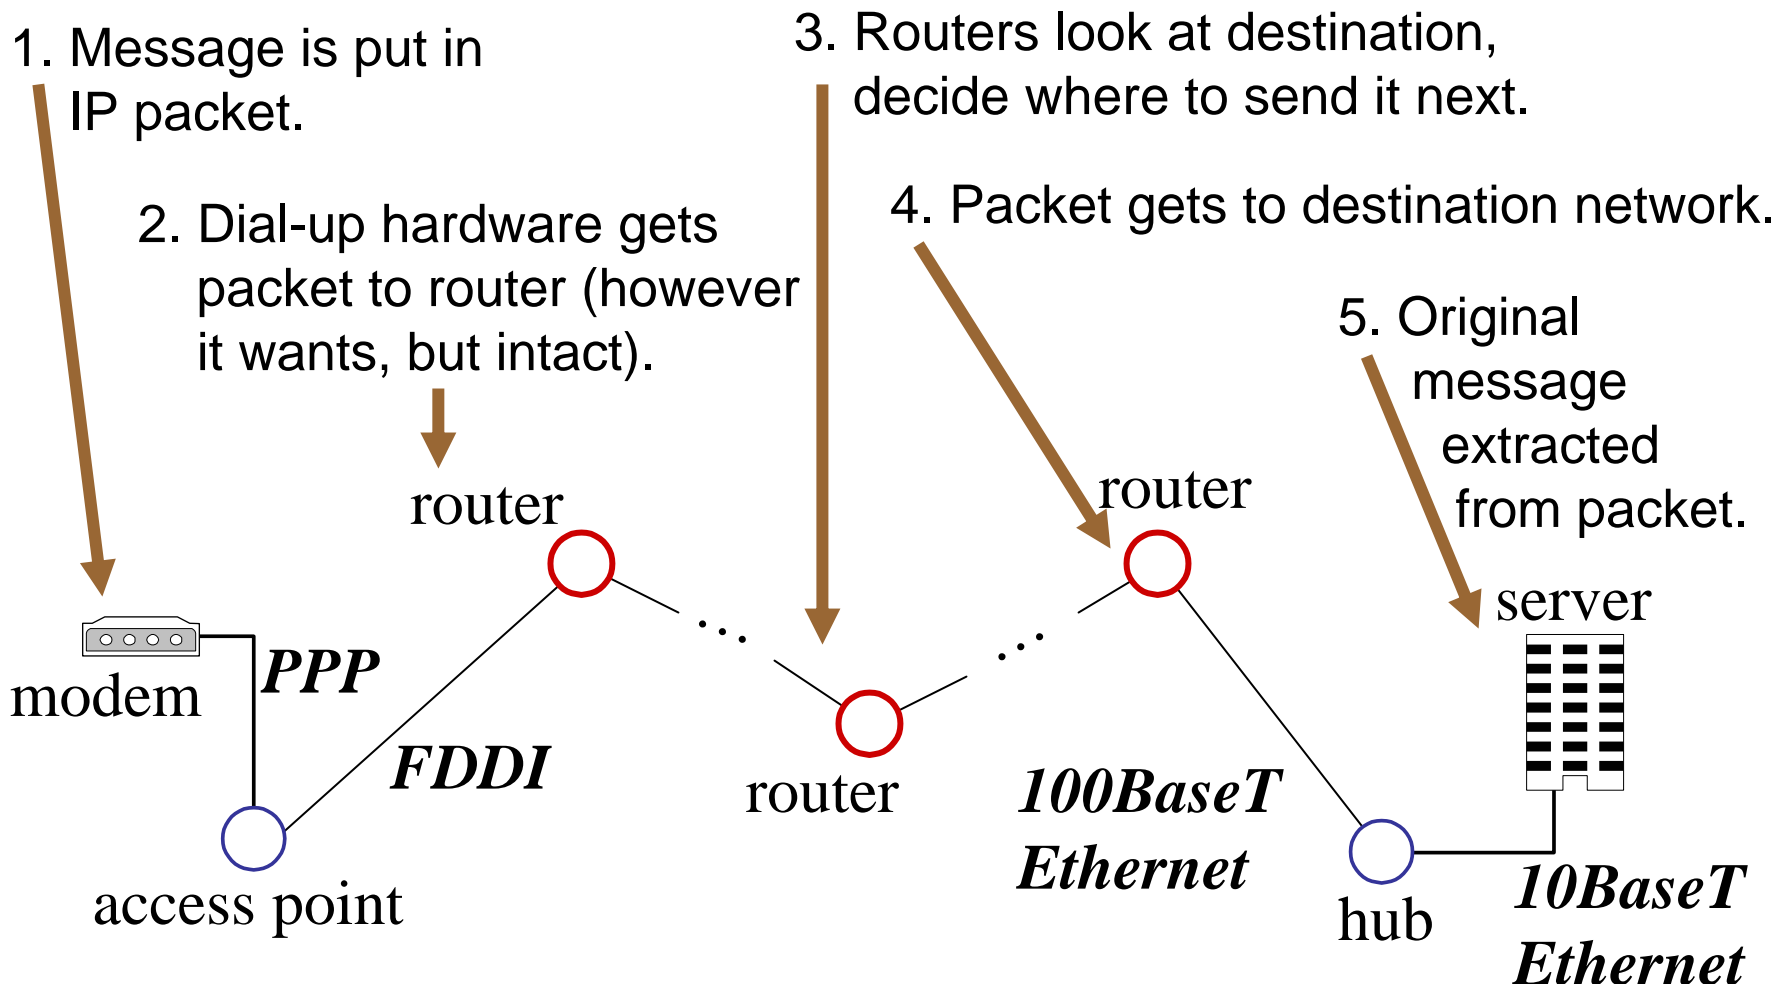 1. Message is put in
IP packet.
2. Dial-up hardware gets
packet to router (however
it wants, but intact).
3. Routers look at destination,
decide where to send it next.
4. Packet gets to destination network.
5. Original
message
extracted
from packet.
router
router
server
modem
PPP
FDDI
router
100BaseT
Ethernet
access point
hub
10BaseT
Ethernet